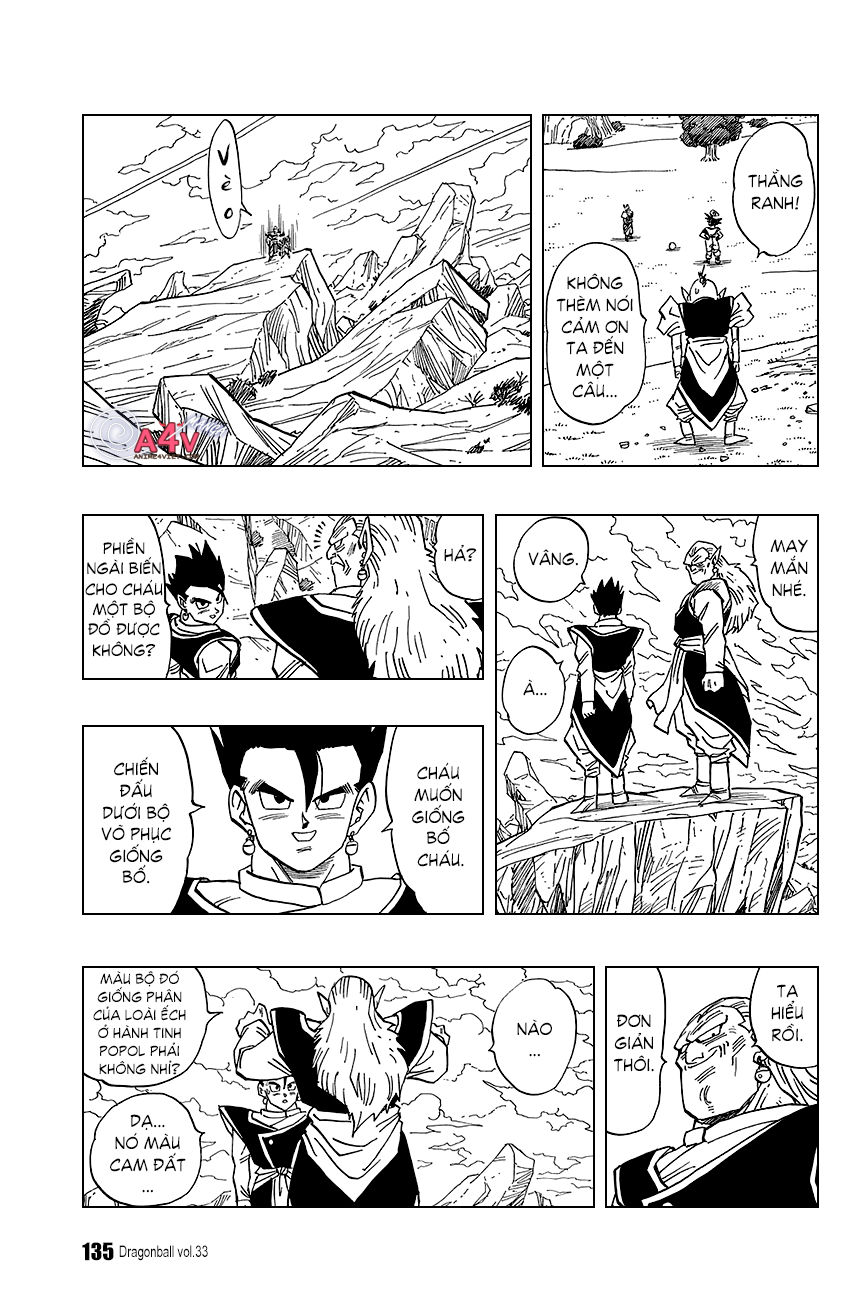 THẰNG
RANH!
KHÔNG
THÈM NÓI
CẢM ƠN
TA ĐẾN
MỘT
CÂU...
VÈO
A4V
ANIME4VIET
MAY
MẮN
NHÉ.
VÂNG.
À...
HẢ?
PHIỀN
NGÀI BIẾN
CHO CHÁU
MỘT BỘ
ĐỒ ĐƯỢC
KHÔNG?
CHÁU
MUỐN
GIỐNG
BỐ
CHÁU.
CHIẾN
ĐẤU
DƯỚI BỘ
VÕ PHỤC
GIỐNG
BỐ.
TA
HIỂU
RỒI.
ĐƠN
GIẢN
THÔI.
NÀO
...
MÀU BỘ ĐÓ
GIỐNG PHÂN
CỦA LOÀI ẾCH
Ở HÀNH TINH
POPOL PHẢI
KHÔNG NHỈ?
DẠ...
NÓ MÀU
CAM ĐẤT
...
135 Dragonball vol.33